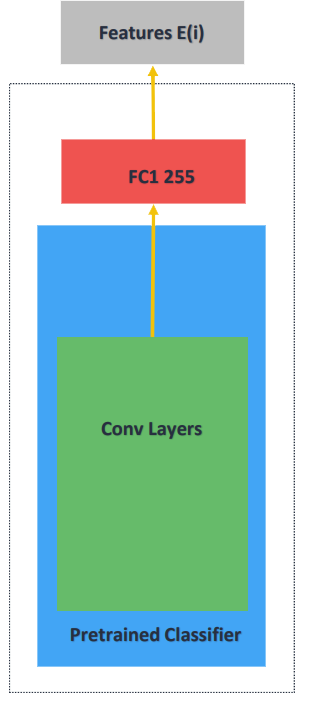 Features E(i)
FC1 255
Conv Layers
Pretrained Classifier